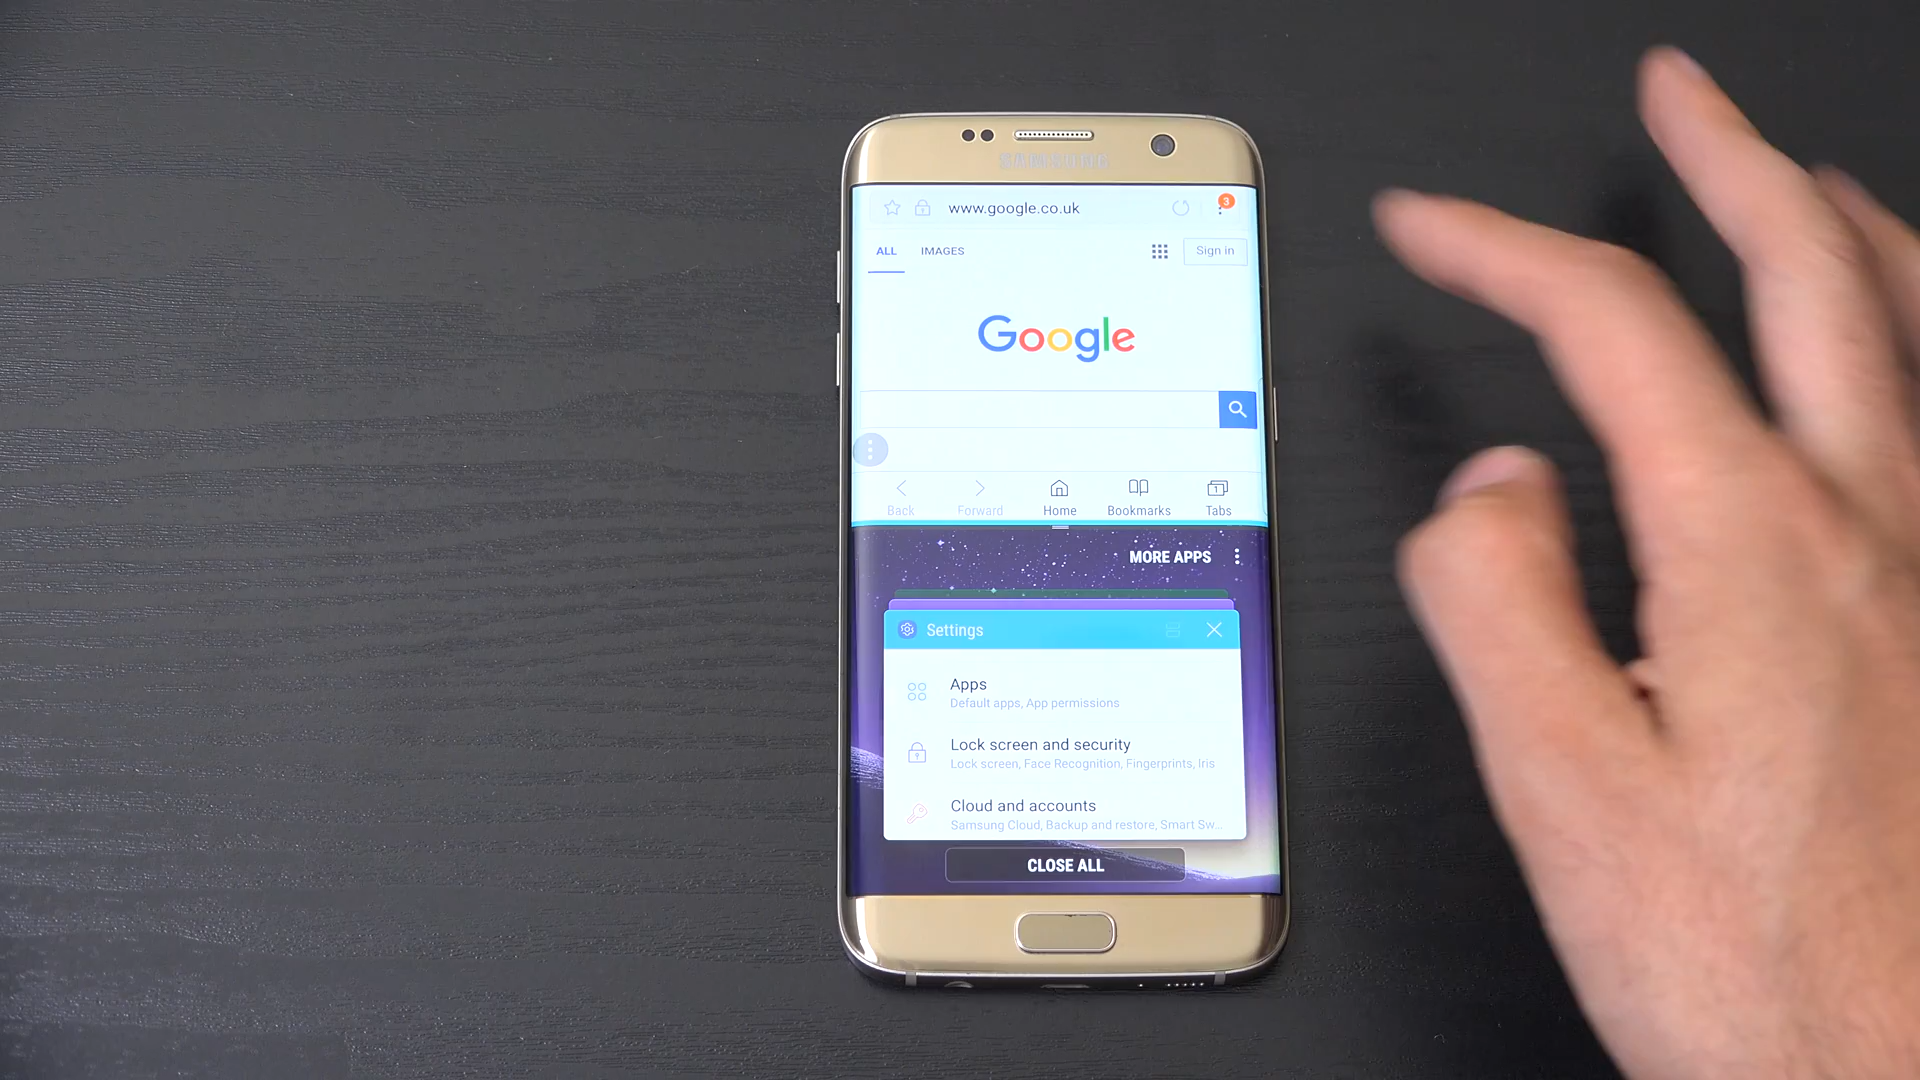 SAMSUNG
www.google.co.uk
3
ALL IMAGES Sign in
Google
1
Back Forward Home Bookmarks Tabs
MORE APPS
Settings
Apps
Default apps, App permissions
Lock screen and security
Lock screen, Face Recognition, Fingerprints, Iris
Cloud and accounts
Samsung Cloud, Backup and restore, Smart Sw...
CLOSE ALL